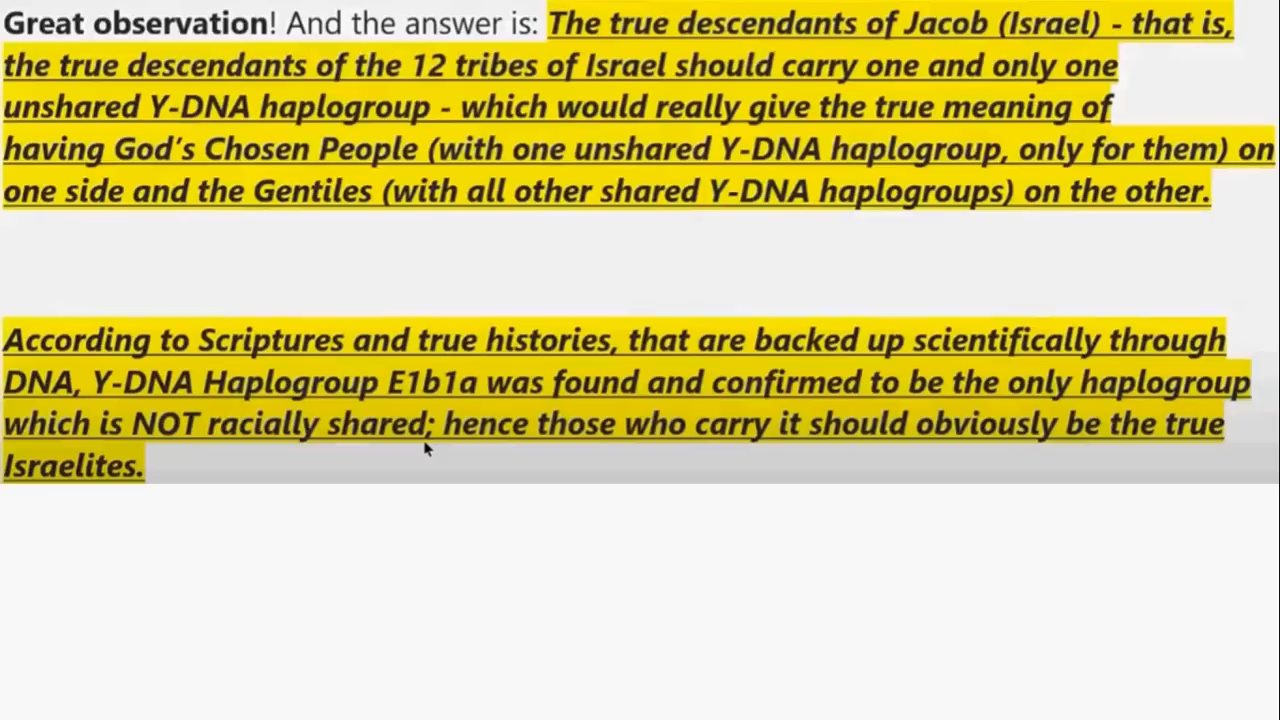 Great observation! And the answer is: The true descendants of Jacob (Israel) - that is,
the true descendants of the 12 tribes of Israel should carry one and only one
unshared Y-DNA haplogroup - which would really give the true meaning of
having God’s Chosen People (with one unshared Y-DNA haplogroup, only for them) on
one side and the Gentiles (with all other shared Y-DNA haplogroups) on the other.
According to Scriptures and true histories, that are backed up scientifically through
DNA, Y-DNA Haplogroup E1b1a was found and confirmed to be the only haplogroup
which is NOT racially shared; hence those who carry it should obviously be the true
Israelites.